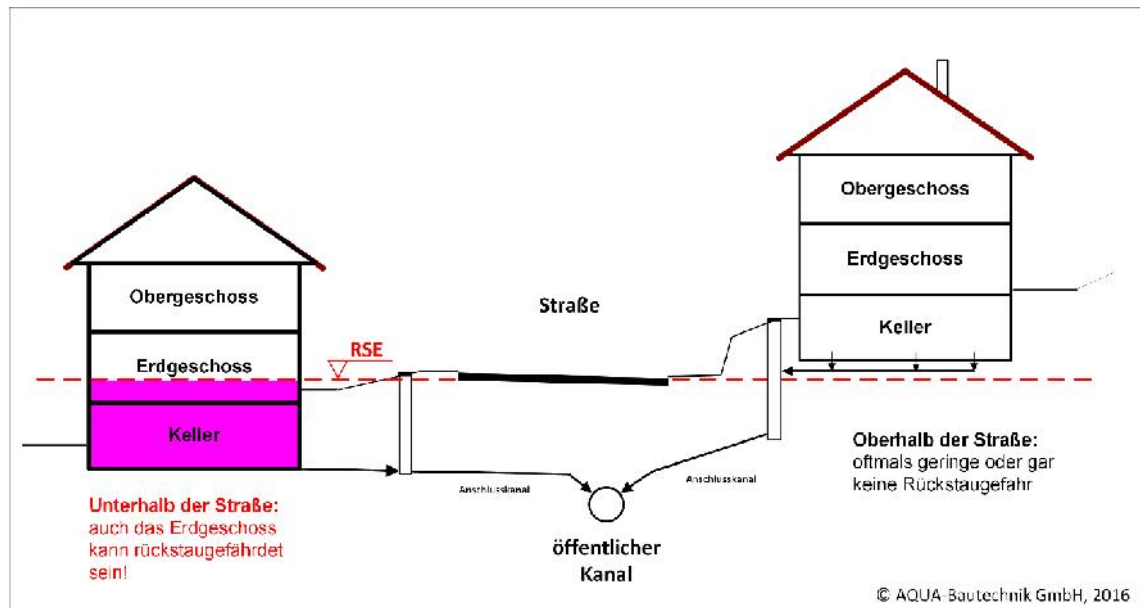 Obergeschoss
Erdgeschoss
Keller
Straße
RSE
Obergeschoss
Erdgeschoss
Keller
Unterhalb der Straße:
auch das Erdgeschoss
kann rückstaugefährdet
sein!
Anschlusskanal
Anschlusskanal
öffentlicher
Kanal
Oberhalb der Straße:
oftmals geringe oder gar
keine Rückstaugefahr
© AQUA-Bautechnik GmbH, 2016